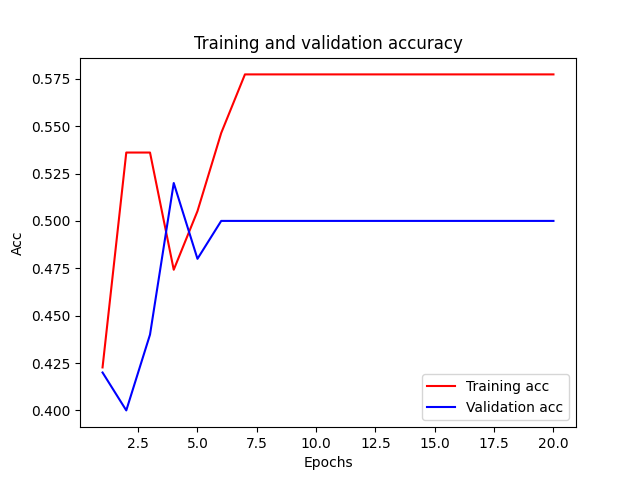 Training and validation accuracy
0.575
0.550
0.525
0.500
0.475
0.450
0.425
0.400
Acc
Training acc
Validation acc
2.5 5.0 7.5 10.0 12.5 15.0 17.5 20.0
Epochs